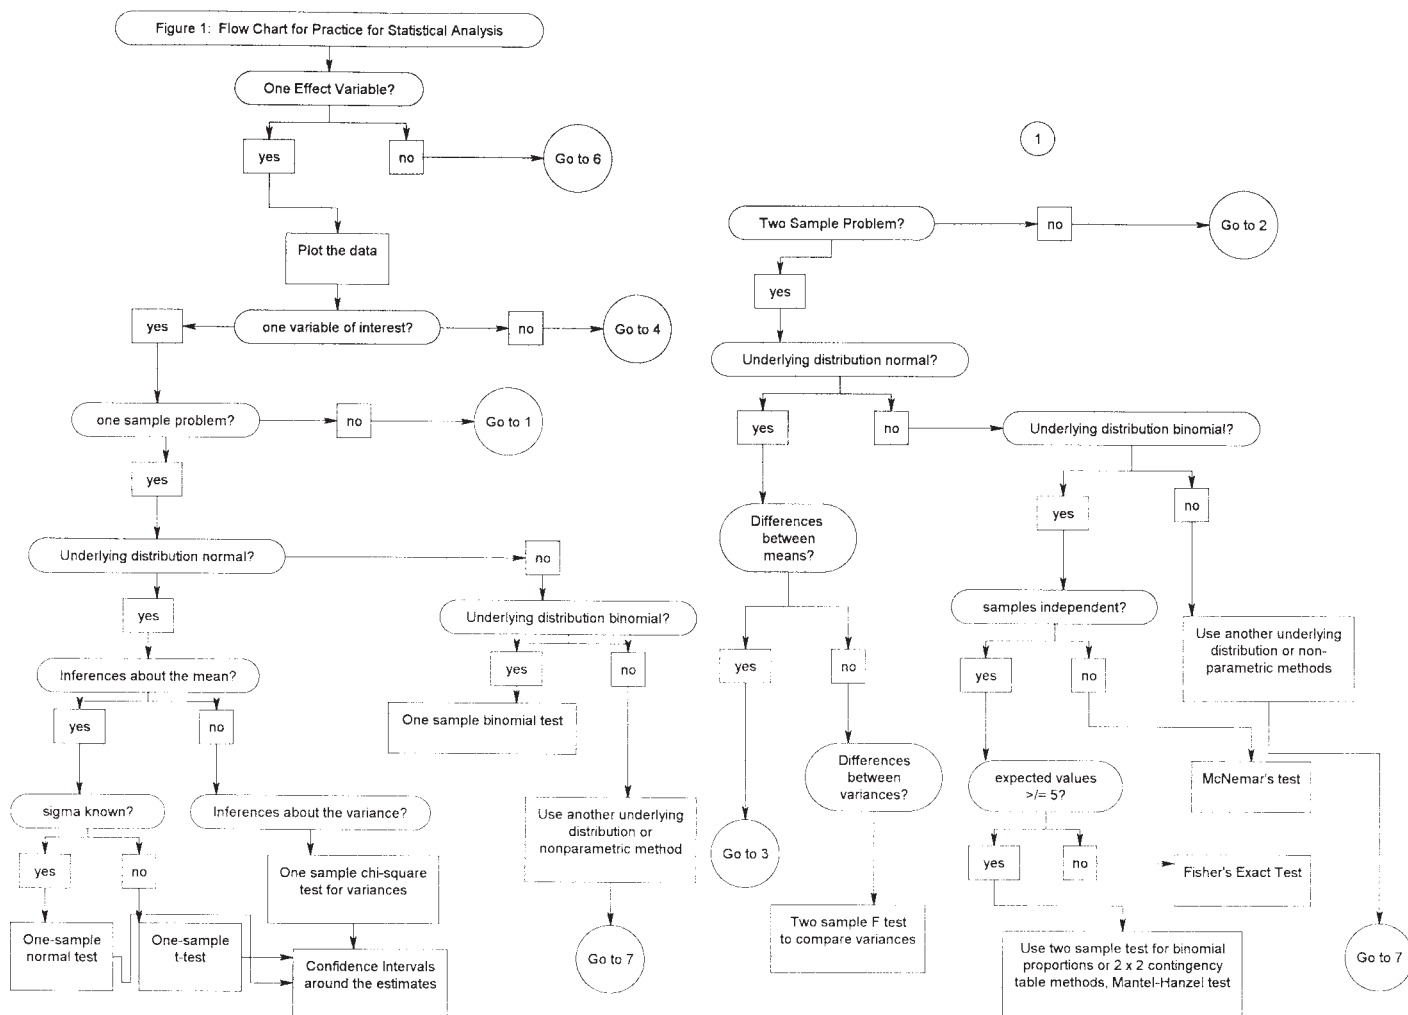 Figure 1: Flow Chart for Practice for Statistical Analysis
One Effect Variable?
yes
no
Go to 6
Plot the data
one variable of interest?
yes
no
Go to 4
one sample problem?
no
Go to 1
yes
Underlying distribution normal?
no
yes
Underlying distribution binomial?
yes
no
One sample binomial test
Use another underlying
distribution or
nonparametric method
Go to 7
Inferences about the mean?
yes
no
sigma known?
Inferences about the variance?
yes
no
One sample chi-square
test for variances
One-sample
normal test
One-sample
t-test
Confidence Intervals
around the estimates
1
Two Sample Problem?
no
Go to 2
yes
Underlying distribution normal?
yes
no
Underlying distribution binomial?
yes
no
Differences
between
means?
yes
no
Go to 3
Differences
between
variances?
Two sample F test
to compare variances
samples independent?
Use another underlying
distribution or non-
parametric methods
yes
no
expected values
>/= 5?
McNemar's test
yes
no
Fisher's Exact Test
Use two sample test for binomial
proportions or 2 x 2 contingency
table methods, Mantel-Hanzel test
Go to 7